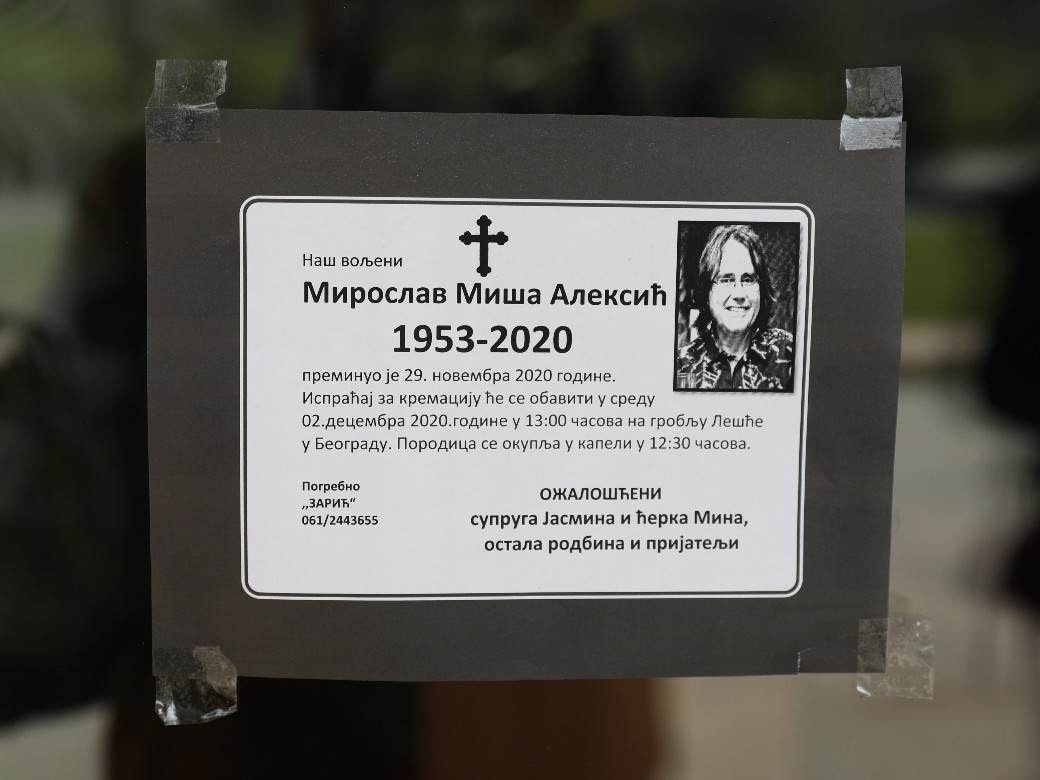 Наш вољени
Мирослав Миша Алексић
1953-2020
преминуо је 29. новембра 2020 године.
Испраћај за кремацију ће се обавити у среду
02.децембра 2020.године у 13:00 часова на гробљу Лешће
у Београду. Породица се окупља у капели у 12:30 часова.
Погребно
,,ЗАРИЋ“
061/2443655
ОЖАЛОШЋЕНИ
супруга Јасмина и ћерка Мина,
остала родбина и пријатељи